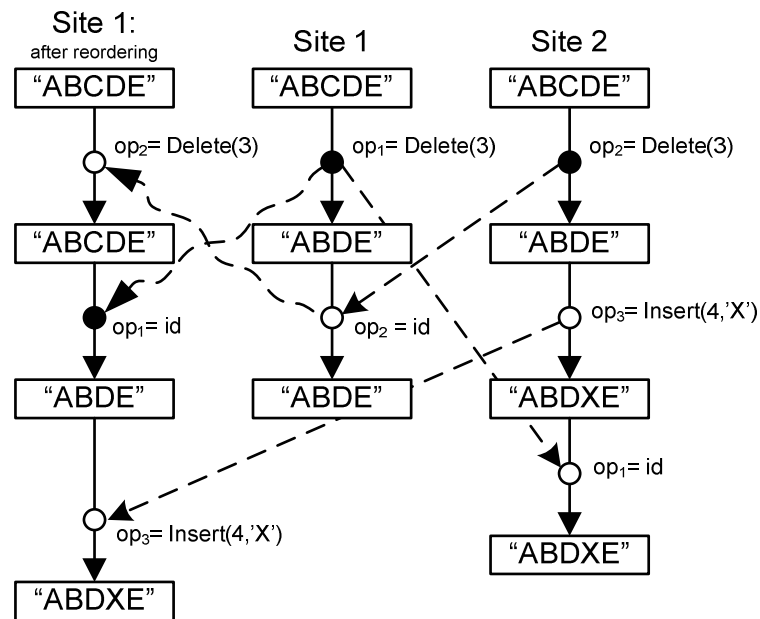 Site 1:
after reordering
Site 1
Site 2
“ABCDE”
“ABCDE”
“ABCDE”
op₂= Delete(3)
op₁= Delete(3)
op₂= Delete(3)
“ABCDE”
“ABDE”
“ABDE”
op₁= id
op₂ = id
op₃= Insert(4,’X’)
“ABDE”
“ABDE”
“ABDXE”
op₁= id
op₃= Insert(4,’X’)
“ABDXE”
“ABDXE”